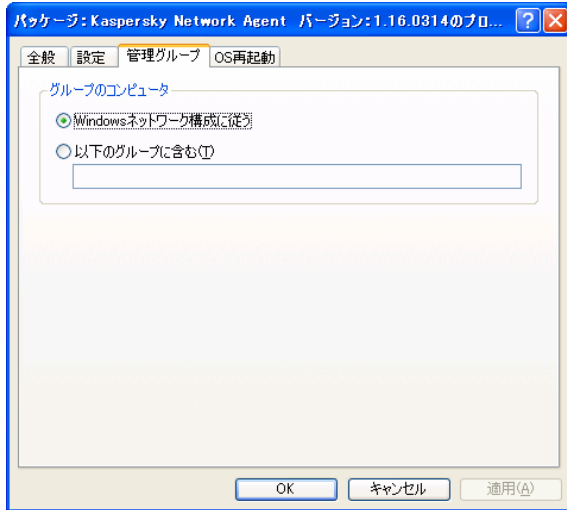 パッケージ:Kaspersky Network Agent バージョン:1.16.0314のプロ...
全般 設定 管理グループ OS再起動
グループのコンピュータ
Windowsネットワーク構成に従う
以下のグループに含む(T)
OK キャンセル 適用(A)